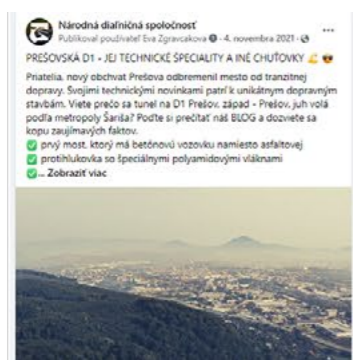 Národná diaľničná spoločnosť
Publikoval používateľ Eva Zgravcakova · 4. novembra 2021 ·
PREŠOVSKÁ D1 - JEJ TECHNICKÉ ŠPECIALITY A INÉ CHUŤOVKY 💪 😎
Priatelia, nový obchvat Prešova odbremenil mesto od tranzitnej
dopravy. Svojimi technickými novinkami patrí k unikátnym dopravným
stavbám. Viete prečo sa tunel na D1 Prešov, západ - Prešov, juh volá
podľa metropoly Šariša? Poďte si prečítať náš BLOG a dozviete sa
kopu zaujímavých faktov.
✅ prvý most, ktorý má betónovú vozovku namiesto asfaltovej
✅ protihlukovka so špeciálnymi polyamidovými vláknami
✅... Zobraziť viac